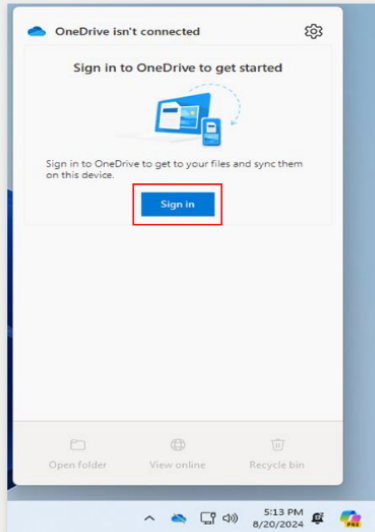 OneDrive isn't connected
Sign in to OneDrive to get started
Sign in to OneDrive to get to your files and sync them
on this device.
Sign in
Open folder View online Recycle bin
5:13 PM
8/20/2024
PRE